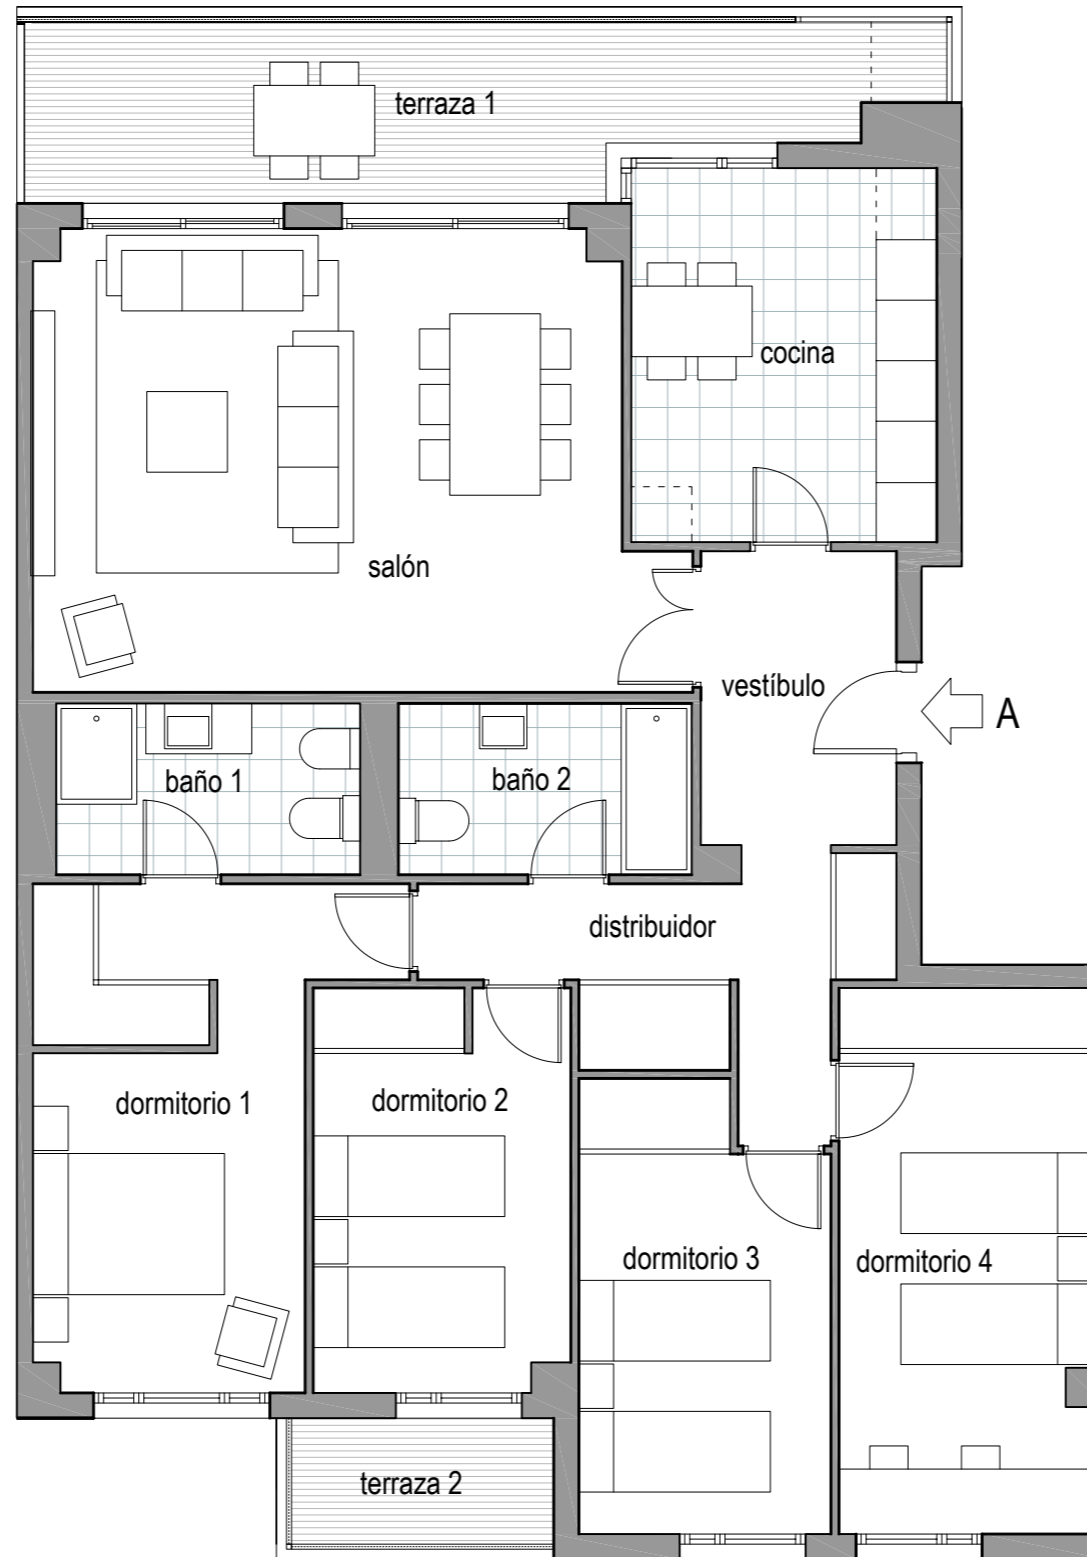 terraza 1
cocina
salón
vestíbulo
A
baño 1
baño 2
distribuidor
dormitorio 1
dormitorio 2
dormitorio 3
dormitorio 4
terraza 2